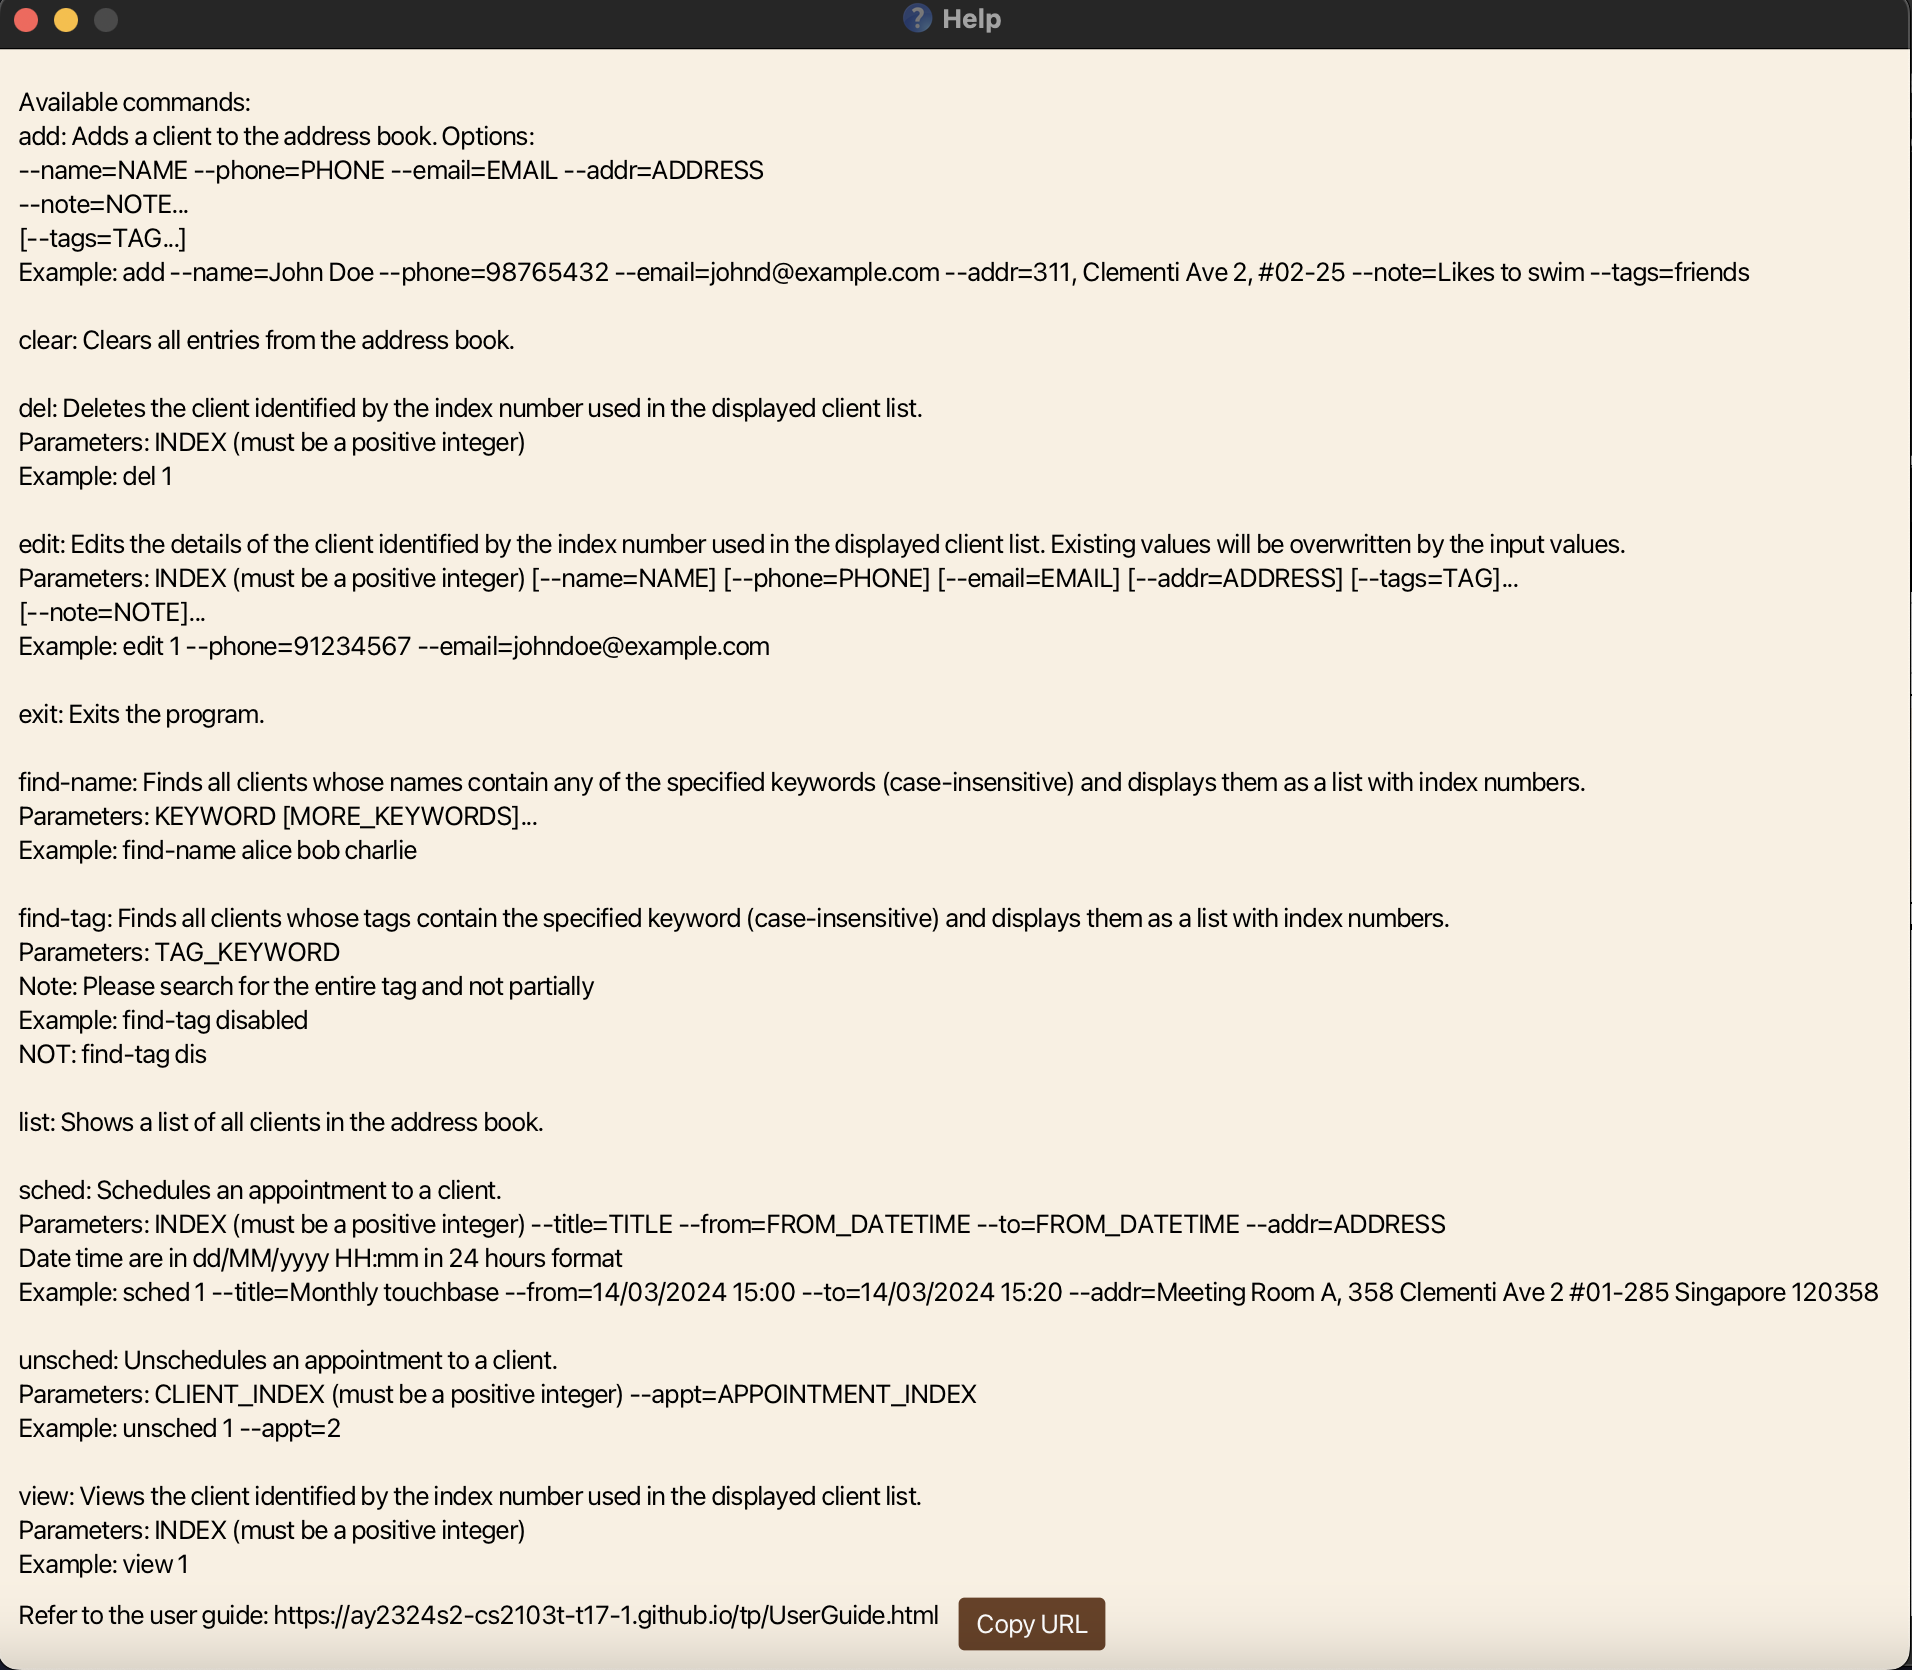 Help
Available commands:
add: Adds a client to the address book. Options:
--name=NAME --phone=PHONE --email=EMAIL --addr=ADDRESS
--note=NOTE...
[--tags=TAG...]
Example: add --name=John Doe --phone=98765432 --email=johnd@example.com --addr=311, Clementi Ave 2, #02-25 --note=Likes to swim --tags=friends
clear: Clears all entries from the address book.
del: Deletes the client identified by the index number used in the displayed client list.
Parameters: INDEX (must be a positive integer)
Example: del 1
edit: Edits the details of the client identified by the index number used in the displayed client list. Existing values will be overwritten by the input values.
Parameters: INDEX (must be a positive integer) [--name=NAME] [--phone=PHONE] [--email=EMAIL] [--addr=ADDRESS] [--tags=TAG]...
[--note=NOTE]...
Example: edit 1 --phone=91234567 --email=johndoe@example.com
exit: Exits the program.
find-name: Finds all clients whose names contain any of the specified keywords (case-insensitive) and displays them as a list with index numbers.
Parameters: KEYWORD [MORE_KEYWORDS]...
Example: find-name alice bob charlie
find-tag: Finds all clients whose tags contain the specified keyword (case-insensitive) and displays them as a list with index numbers.
Parameters: TAG_KEYWORD
Note: Please search for the entire tag and not partially
Example: find-tag disabled
NOT: find-tag dis
list: Shows a list of all clients in the address book.
sched: Schedules an appointment to a client.
Parameters: INDEX (must be a positive integer) --title=TITLE --from=FROM_DATETIME --to=FROM_DATETIME --addr=ADDRESS
Date time are in dd/MM/yyyy HH:mm in 24 hours format
Example: sched 1 --title=Monthly touchbase --from=14/03/2024 15:00 --to=14/03/2024 15:20 --addr=Meeting Room A, 358 Clementi Ave 2 #01-285 Singapore 120358
unsched: Unschedules an appointment to a client.
Parameters: CLIENT_INDEX (must be a positive integer) --appt=APPOINTMENT_INDEX
Example: unsched 1 --appt=2
view: Views the client identified by the index number used in the displayed client list.
Parameters: INDEX (must be a positive integer)
Example: view 1
Refer to the user guide: https://ay2324s2-cs2103t-t17-1.github.io/tp/UserGuide.html
Copy URL